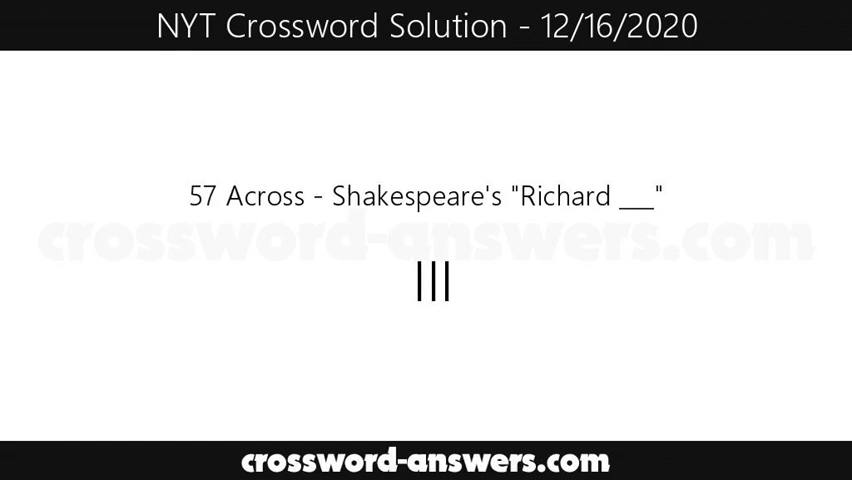 NYT Crossword Solution - 12/16/2020
57 Across - Shakespeare's "Richard ___"
crossword-answers.com
III
crossword-answers.com